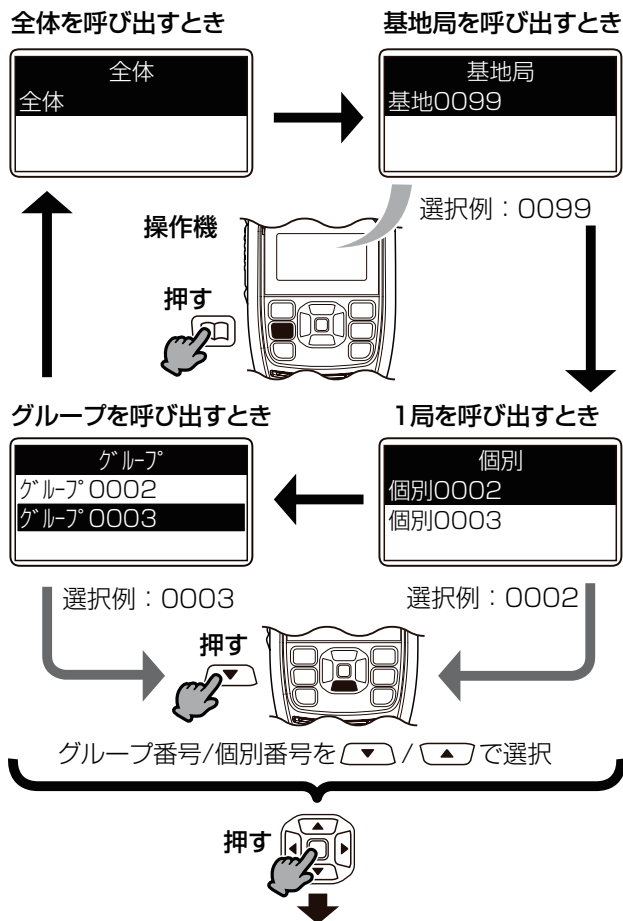 全体を呼び出すとき
全体
全体
基地局を呼び出すとき
基地局
基地0099
選択例：0099
操作機
押す
グループを呼び出すとき
ｸﾞﾙｰﾌﾟ
ｸﾞﾙｰﾌﾟ0002
ｸﾞﾙｰﾌﾟ0003
選択例：0003
1局を呼び出すとき
個別
個別0002
個別0003
選択例：0002
押す
グループ番号/個別番号を▼/▲で選択
押す